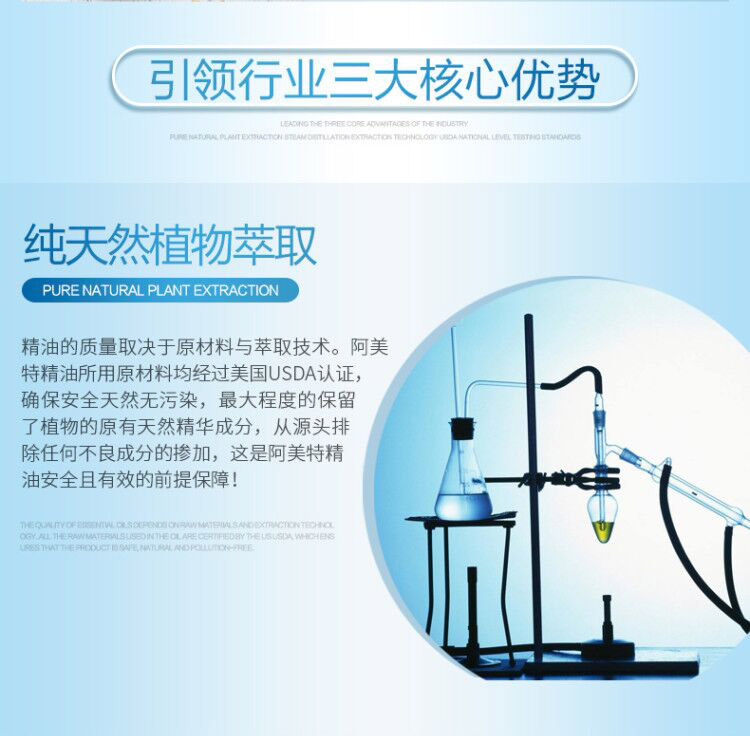 引领行业三大核心优势
LEADING THE THREE CORE ADVANTAGES OF THE INDUSTRY
PURE NATURAL PLANT EXTRACTION STEAM DISTILLATION EXTRACTION TECHNOLOGY USDA NATIONAL LEVEL TESTING STANDARDS
纯天然植物萃取
PURE NATURAL PLANT EXTRACTION
精油的质量取决于原材料与萃取技术。阿美
特精油所用原材料均经过美国USDA认证，
确保安全天然无污染，最大程度的保留
了植物的原有天然精华成分，从源头排
除任何不良成分的掺加，这是阿美特精
油安全且有效的前提保障！
THE QUALITY OF ESSENTIAL OILS DEPENDS ON RAW MATERIALS AND EXTRACTION TECHNOL
OGY. ALL THE RAW MATERIALS USED IN THE OIL ARE CERTIFIED BY THE US USDA, WHICH ENS
URES THAT THE PRODUCT IS SAFE, NATURAL AND POLLUTION-FREE.